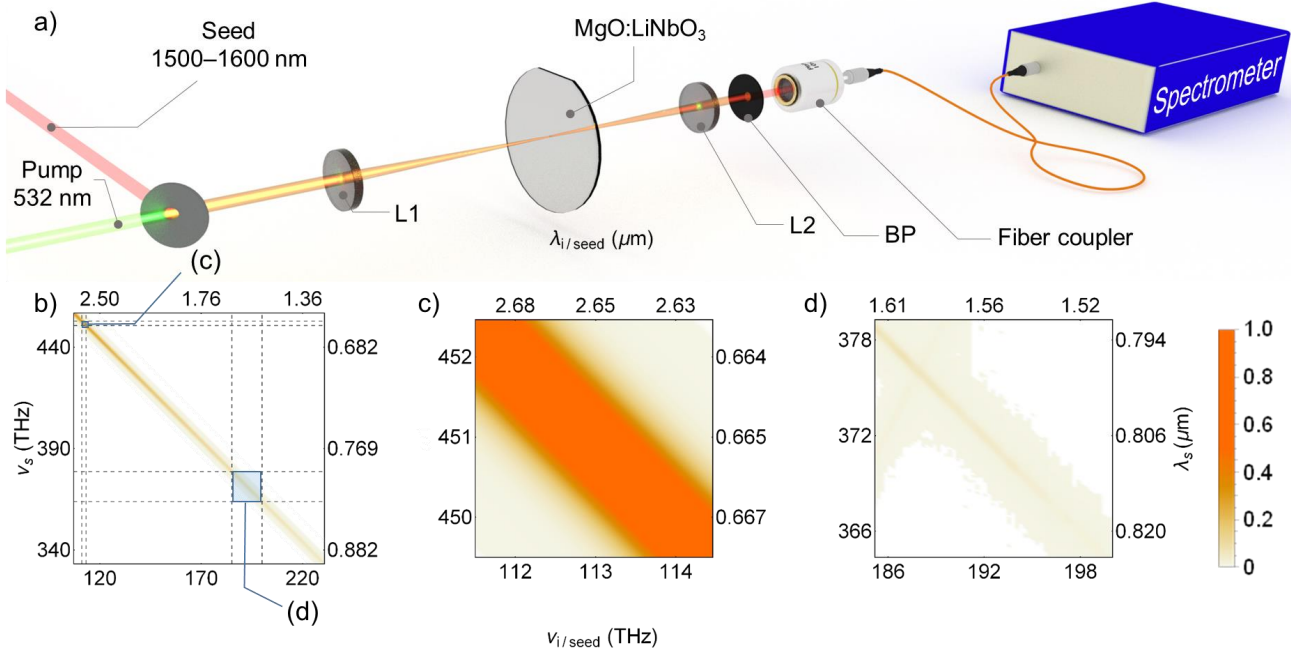 a)
Seed
1500–1600 nm
MgO:LiNbO3
Spectrometer
Pump
532 nm
L1
L2
BP
Fiber coupler
λi/seed (μm)
(c)
b)
2.50 1.76 1.36
440 390 340
νs (THz)
0.682 0.769 0.882
120 170 220
(d)
c)
2.68 2.65 2.63
452 451 450
0.664 0.665 0.667
112 113 114
νi/seed (THz)
d)
1.61 1.56 1.52
378 372 366
0.794 0.806 0.820
186 192 198
λs (μm)
1.0
0.8
0.6
0.4
0.2
0